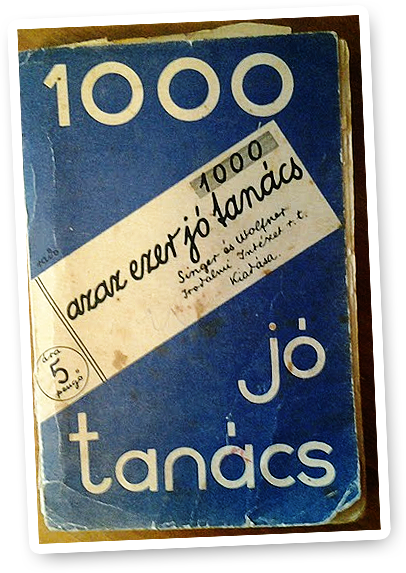 1000
1000
azaz ezer jó tanács
Singer és Wolfner
Irodalmi Intézet r. t.
Kiadása.
ára
5
pengő
jó
tanács